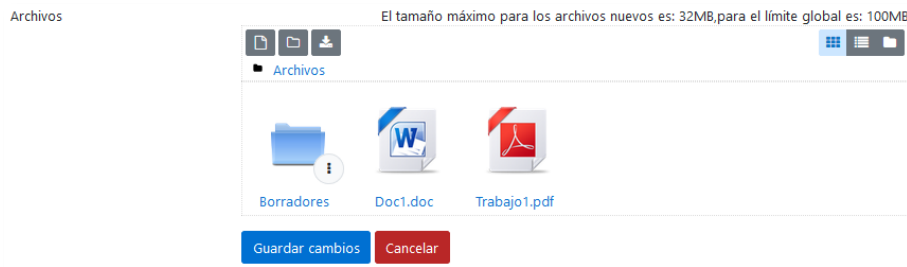 Archivos
El tamaño máximo para los archivos nuevos es: 32MB,para el límite global es: 100MB
Archivos
Borradores
Doc1.doc
Trabajo1.pdf
Guardar cambios
Cancelar